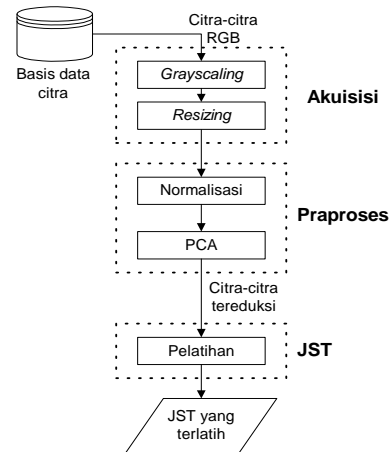 Citra-citra
RGB
Basis data
citra
Grayscaling
Resizing
Akuisisi
Normalisasi
PCA
Praproses
Citra-citra
tereduksi
Pelatihan
JST
JST yang
terlatih